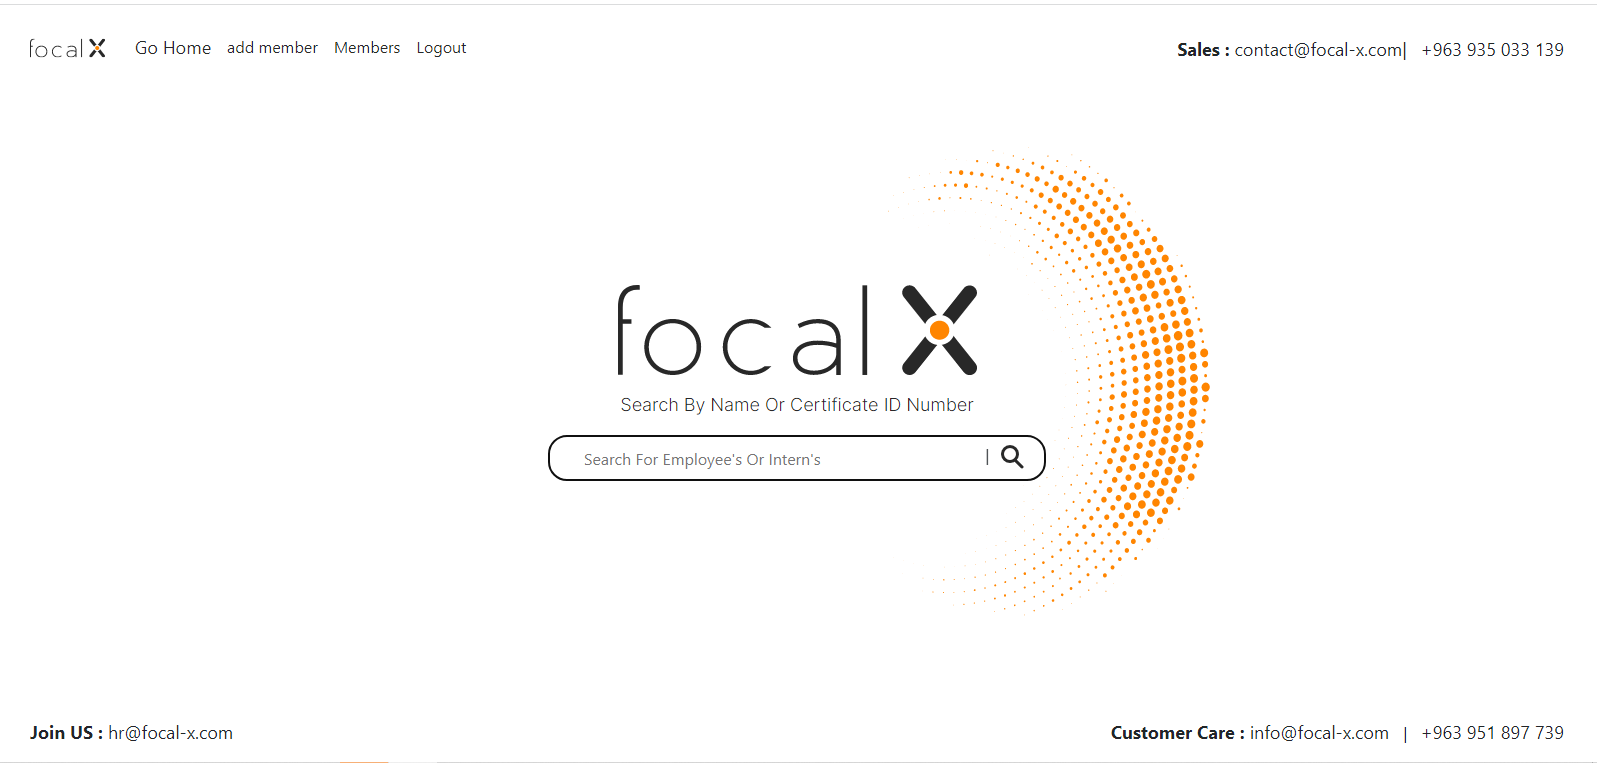 focal X Go Home add member Members Logout Sales : contact@focal-x.com| +963 935 033 139
focal X
Search By Name Or Certificate ID Number
Search For Employee's Or Intern's |
Join US : hr@focal-x.com Customer Care : info@focal-x.com | +963 951 897 739